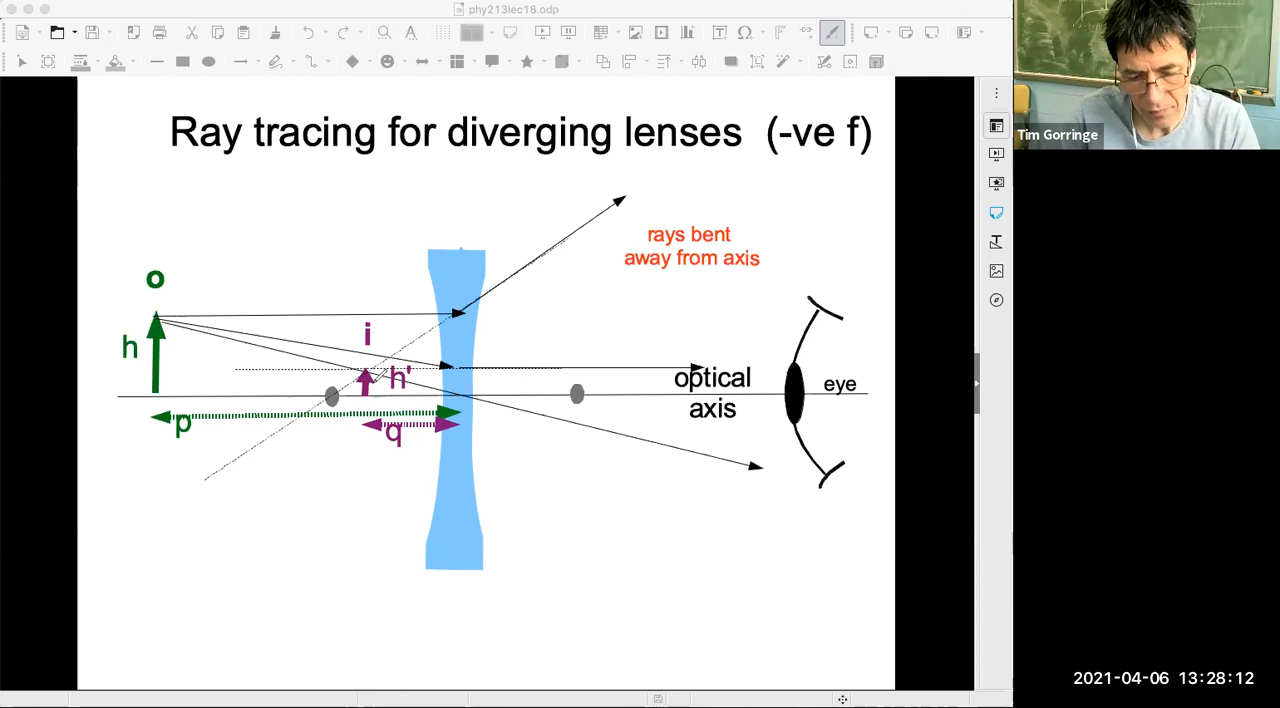 phy213lec18.odp
Ray tracing for diverging lenses (-ve f)
rays bent
away from axis
o
h
i
h'
optical
axis
eye
p
q
Tim Gorringe
2021-04-06 13:28:12